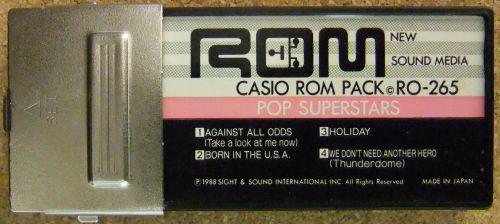 ROM
NEW
SOUND MEDIA
CASIO ROM PACK © RO-265
POP SUPERSTARS
1 AGAINST ALL ODDS
(Take a look at me now)
2 BORN IN THE U.S.A.
3 HOLIDAY
4 WE DON'T NEED ANOTHER HERO
(Thunderdome)
Ⓟ 1988 SIGHT & SOUND INTERNATIONAL INC. All Rights Reserved
MADE IN JAPAN
SET